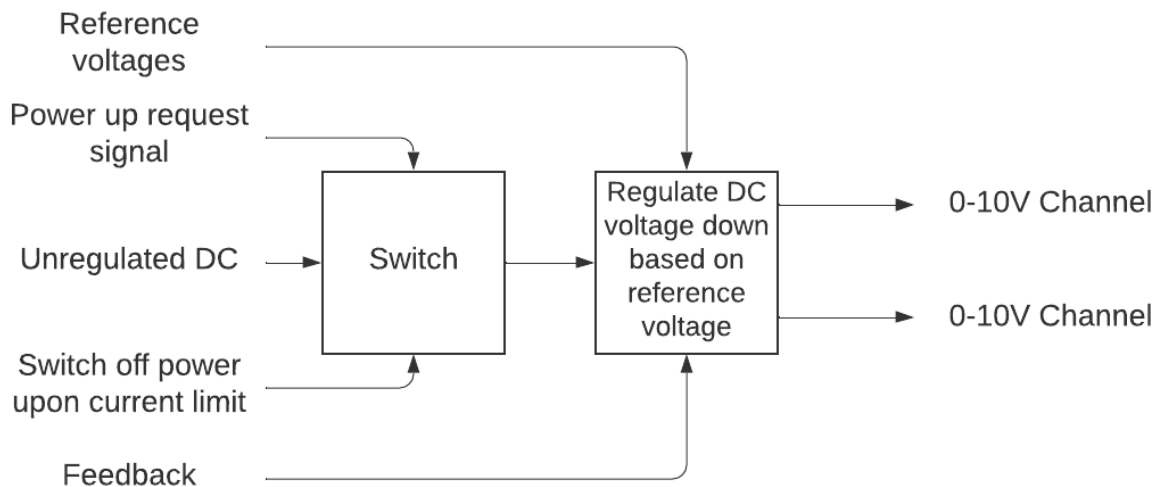 Reference
voltages
Power up request
signal
Unregulated DC
Switch off power
upon current limit
Feedback
Switch
Regulate DC
voltage down
based on
reference
voltage
0-10V Channel
0-10V Channel